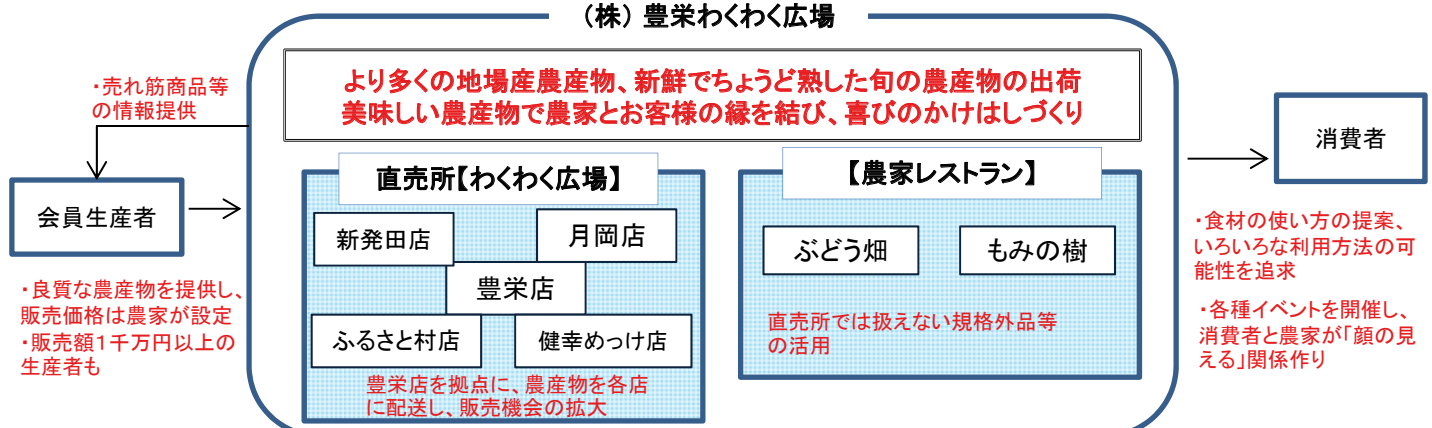 (株) 豊栄わくわく広場
より多くの地場産農産物、新鮮でちょうど熟した旬の農産物の出荷
美味しい農産物で農家とお客様の縁を結び、喜びのかけはしづくり
・売れ筋商品等
の情報提供
会員生産者
・良質な農産物を提供し、
販売価格は農家が設定
・販売額1千万円以上の
生産者も
直売所【わくわく広場】
新発田店
月岡店
豊栄店
ふるさと村店
健幸めっけ店
豊栄店を拠点に、農産物を各店
に配送し、販売機会の拡大
【農家レストラン】
ぶどう畑
もみの樹
直売所では扱えない規格外品等
の活用
消費者
・食材の使い方の提案、
いろいろな利用方法の可
能性を追求
・各種イベントを開催し、
消費者と農家が「顔の見
える」関係作り